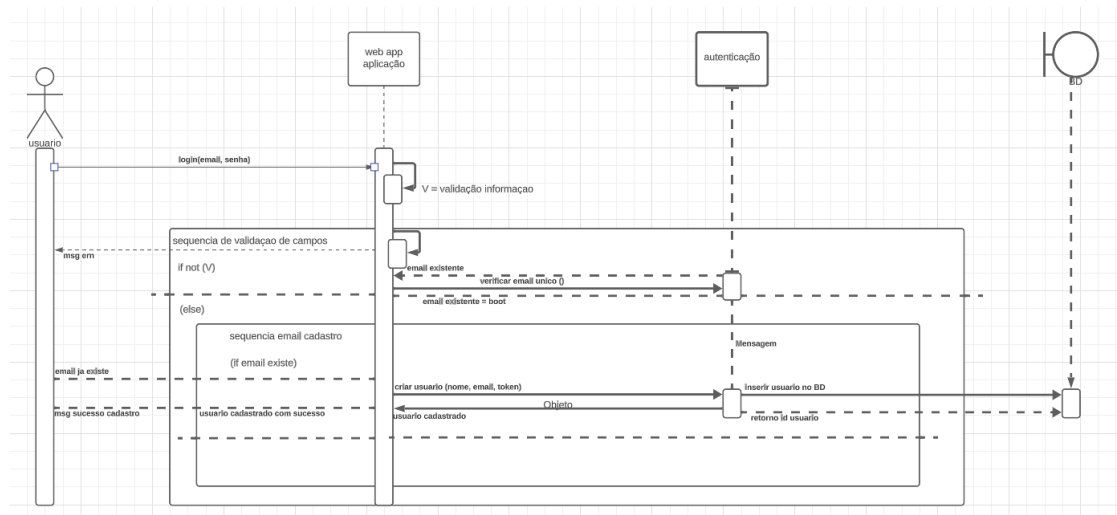 web app
aplicação
autenticação
BD
usuario
login(email, senha)
V = validação informaçao
sequencia de validaçao de campos
msg ern
if not (V)
email existente
verificar email unico ()
email existente = boot
(else)
sequencia email cadastro
Mensagem
(if email existe)
email ja existe
criar usuario (nome, email, token)
inserir usuario no BD
Objeto
msg sucesso cadastro
usuario cadastrado com sucesso
usuario cadastrado
retorno id usuario